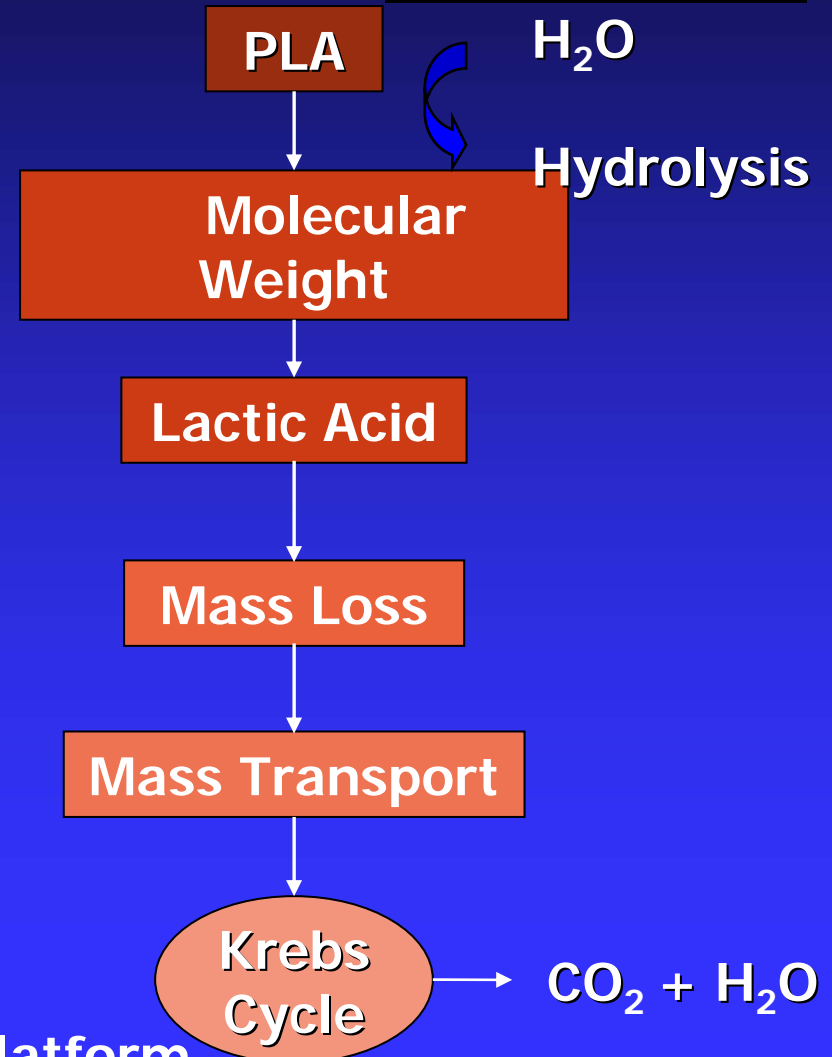 PLA
H₂O
Hydrolysis
Molecular
Weight
Lactic Acid
Mass Loss
Mass Transport
Krebs
Cycle
CO₂ + H₂O